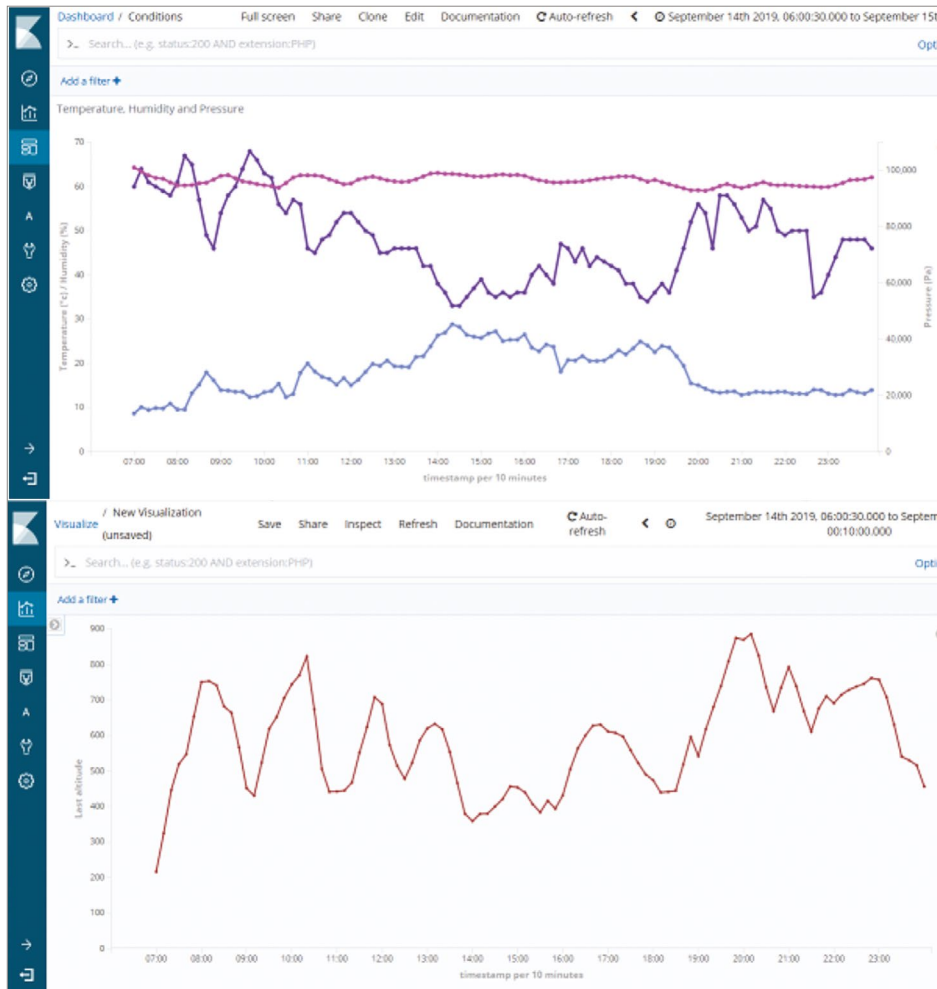 Dashboard / Conditions Full screen Share Clone Edit Documentation Auto-refresh September 14th 2019, 06:00:30.000 to September 15t
>_ Search... (e.g. status:200 AND extension:PHP) Opti
Add a filter +
Temperature, Humidity and Pressure
A
Temperature (°c) / Humidity (%)
70
60
50
40
30
20
10
0
100,000
80,000
60,000
40,000
20,000
0
Pressure (Pa)
07:00 08:00 09:00 10:00 11:00 12:00 13:00 14:00 15:00 16:00 17:00 18:00 19:00 20:00 21:00 22:00 23:00
timestamp per 10 minutes
Visualize / New Visualization (unsaved) Save Share Inspect Refresh Documentation Auto-refresh September 14th 2019, 06:00:30.000 to Septem
00:10:00.000
>_ Search... (e.g. status:200 AND extension:PHP) Opti
Add a filter +
A
Last altitude
900
800
700
600
500
400
300
200
100
0
07:00 08:00 09:00 10:00 11:00 12:00 13:00 14:00 15:00 16:00 17:00 18:00 19:00 20:00 21:00 22:00 23:00
timestamp per 10 minutes